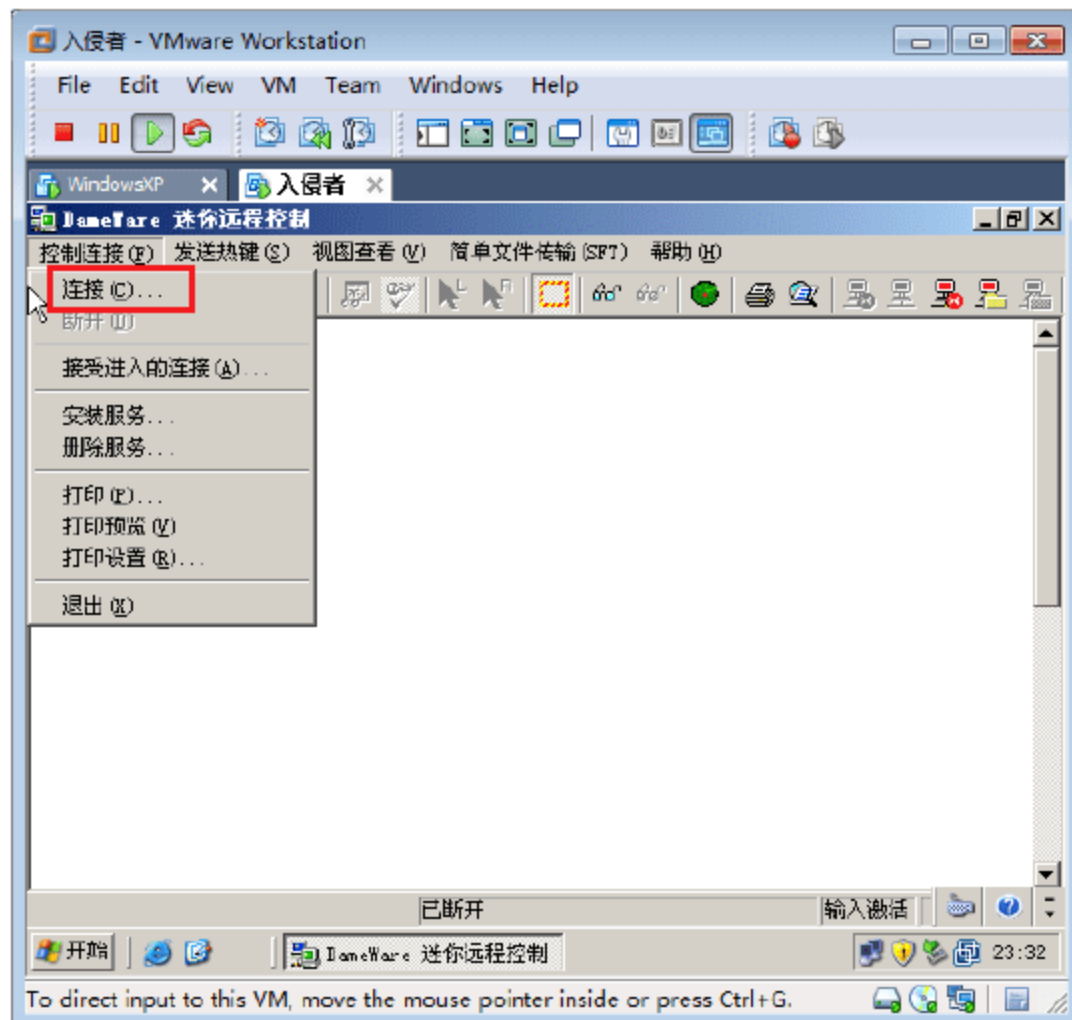 入侵者 - VMware Workstation
File Edit View VM Team Windows Help
WindowsXP 入侵者
DameWare 迷你远程控制
控制连接(F) 发送热键(S) 视图查看(V) 简单文件传输(SFT) 帮助(H)
连接(C)...
断开(D)
接受进入的连接(A)...
安装服务...
删除服务...
打印(P)...
打印预览(V)
打印设置(R)...
退出(X)
已断开 输入激活
开始 DameWare 迷你远程控制 23:32
To direct input to this VM, move the mouse pointer inside or press Ctrl+G.